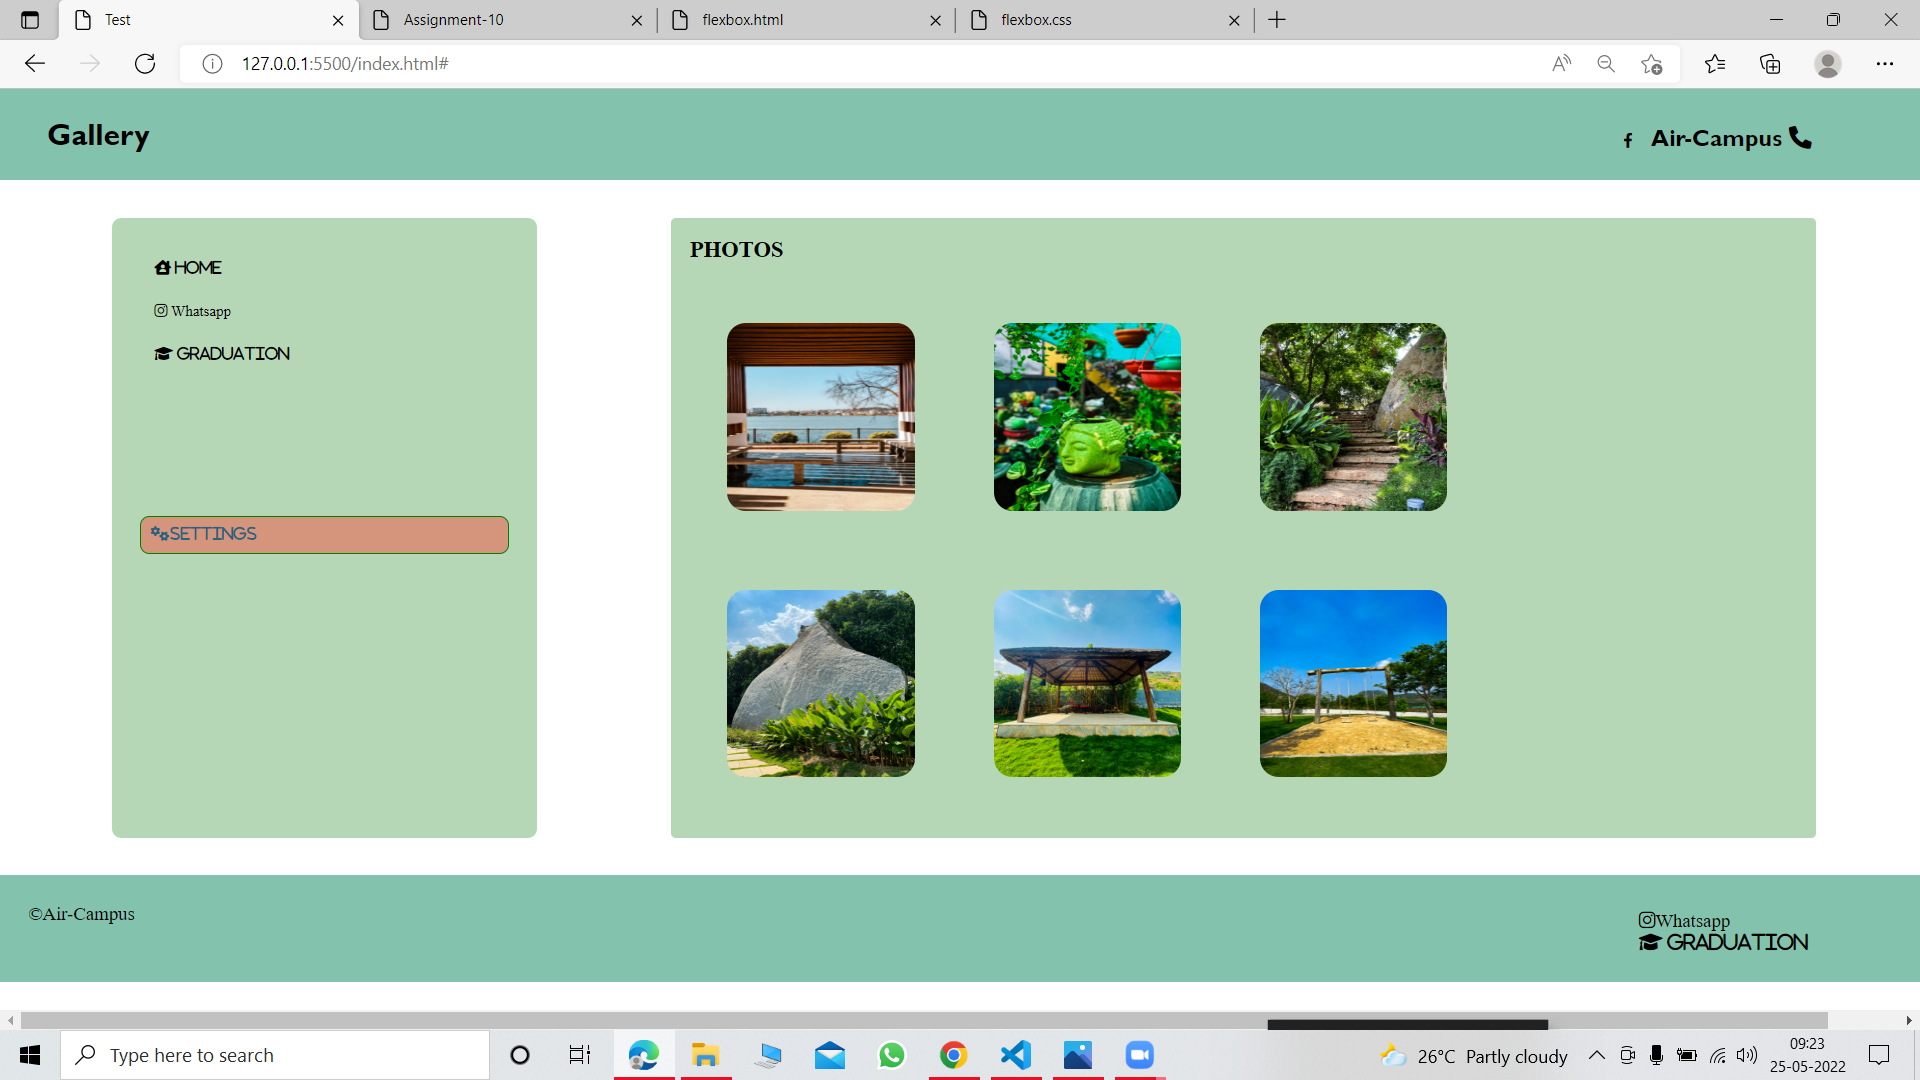 Test
Assignment-10
flexbox.html
flexbox.css
127.0.0.1:5500/index.html#
Gallery
Air-Campus
HOME
Whatsapp
GRADUATION
SETTINGS
PHOTOS
©Air-Campus
Whatsapp
GRADUATION
Type here to search
26°C Partly cloudy
09:23
25-05-2022